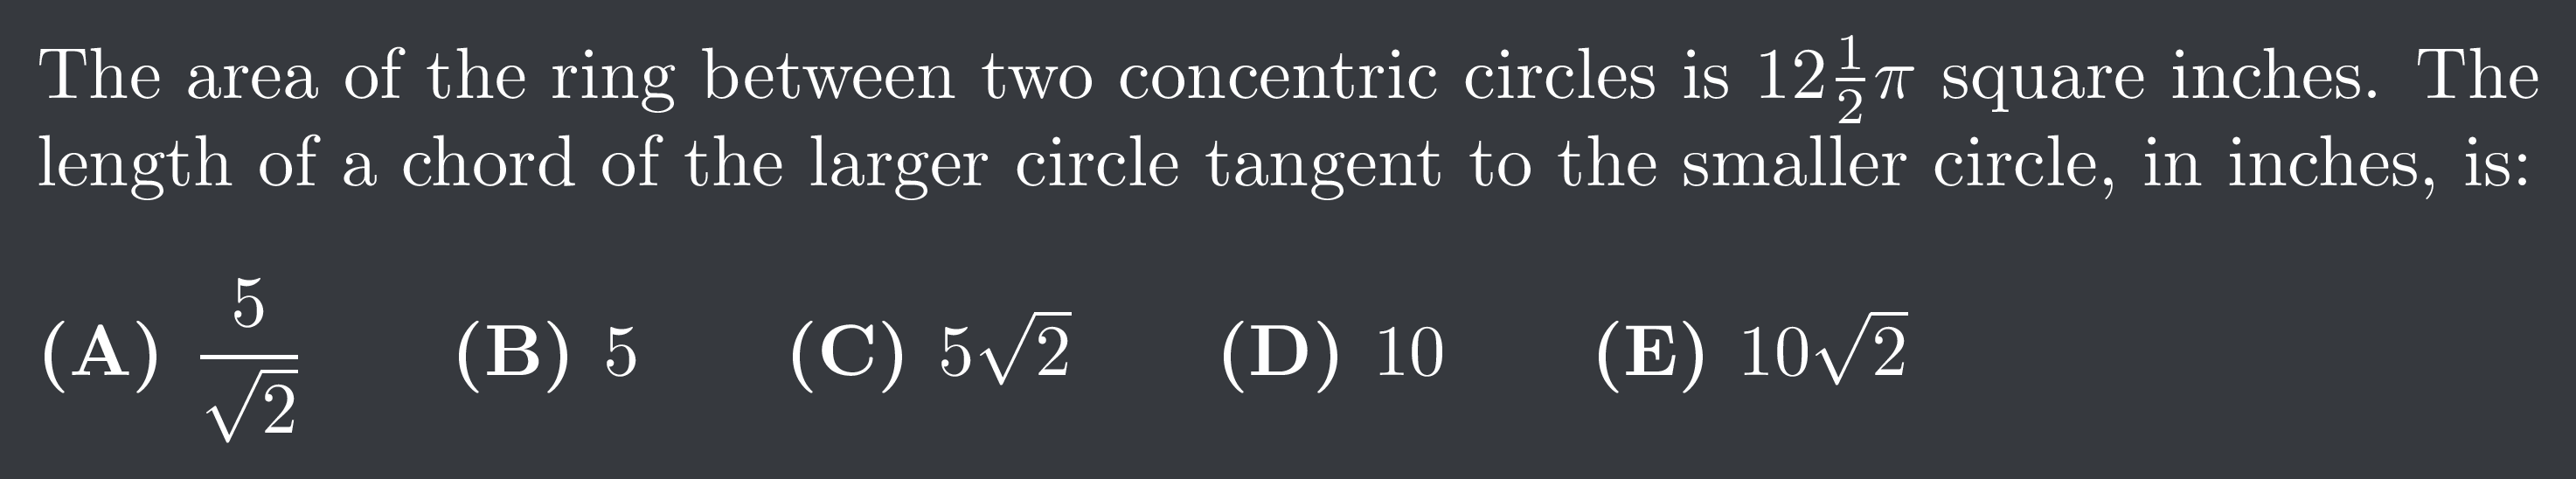 The area of the ring between two concentric circles is $12\frac{1}{2}\pi$ square inches. The
length of a chord of the larger circle tangent to the smaller circle, in inches, is:
(A) $\frac{5}{\sqrt{2}}$ (B) 5 (C) $5\sqrt{2}$ (D) 10 (E) $10\sqrt{2}$